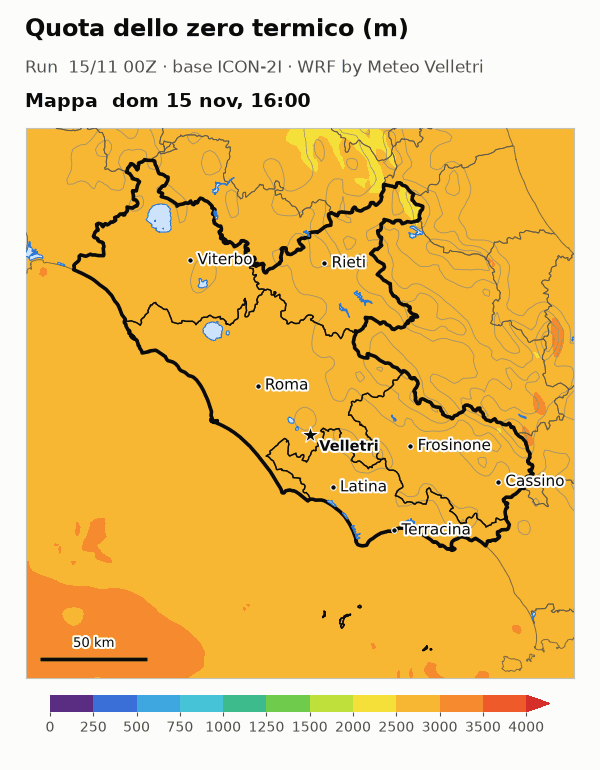 Quota dello zero termico (m)
Run  15/11 00Z · base ICON-2I · WRF by Meteo Velletri
Mappa  dom 15 nov, 16:00
Viterbo
Rieti
Roma
Velletri
Frosinone
Cassino
Latina
Terracina
50 km
0 250 500 750 1000 1250 1500 2000 2500 3000 3500 4000